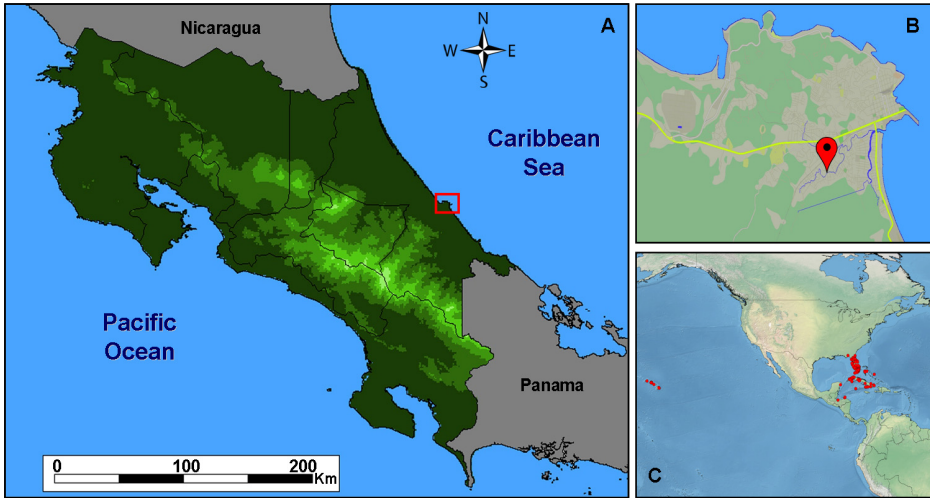 Nicaragua
A
B
N
W E
S
Caribbean
Sea
Pacific
Ocean
Panama
0 100 200
Km
C